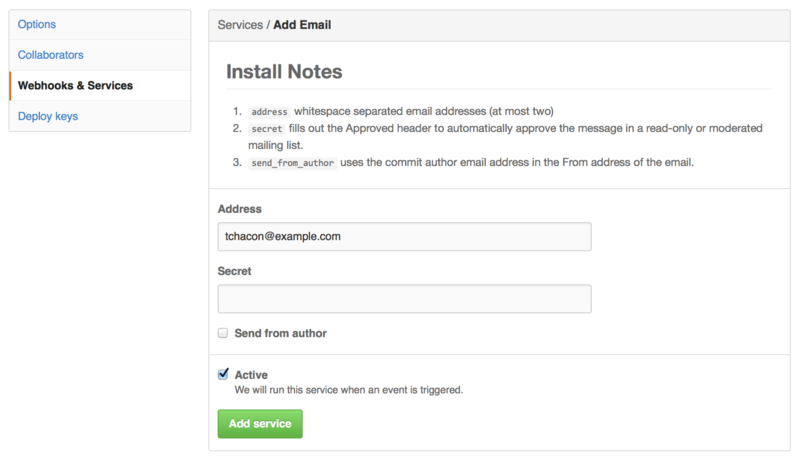 Options
Collaborators
Webhooks & Services
Deploy keys
Services / Add Email
Install Notes
1. address whitespace separated email addresses (at most two)
2. secret fills out the Approved header to automatically approve the message in a read-only or moderated
mailing list.
3. send_from_author uses the commit author email address in the From address of the email.
Address
tchacon@example.com
Secret
Send from author
Active
We will run this service when an event is triggered.
Add service